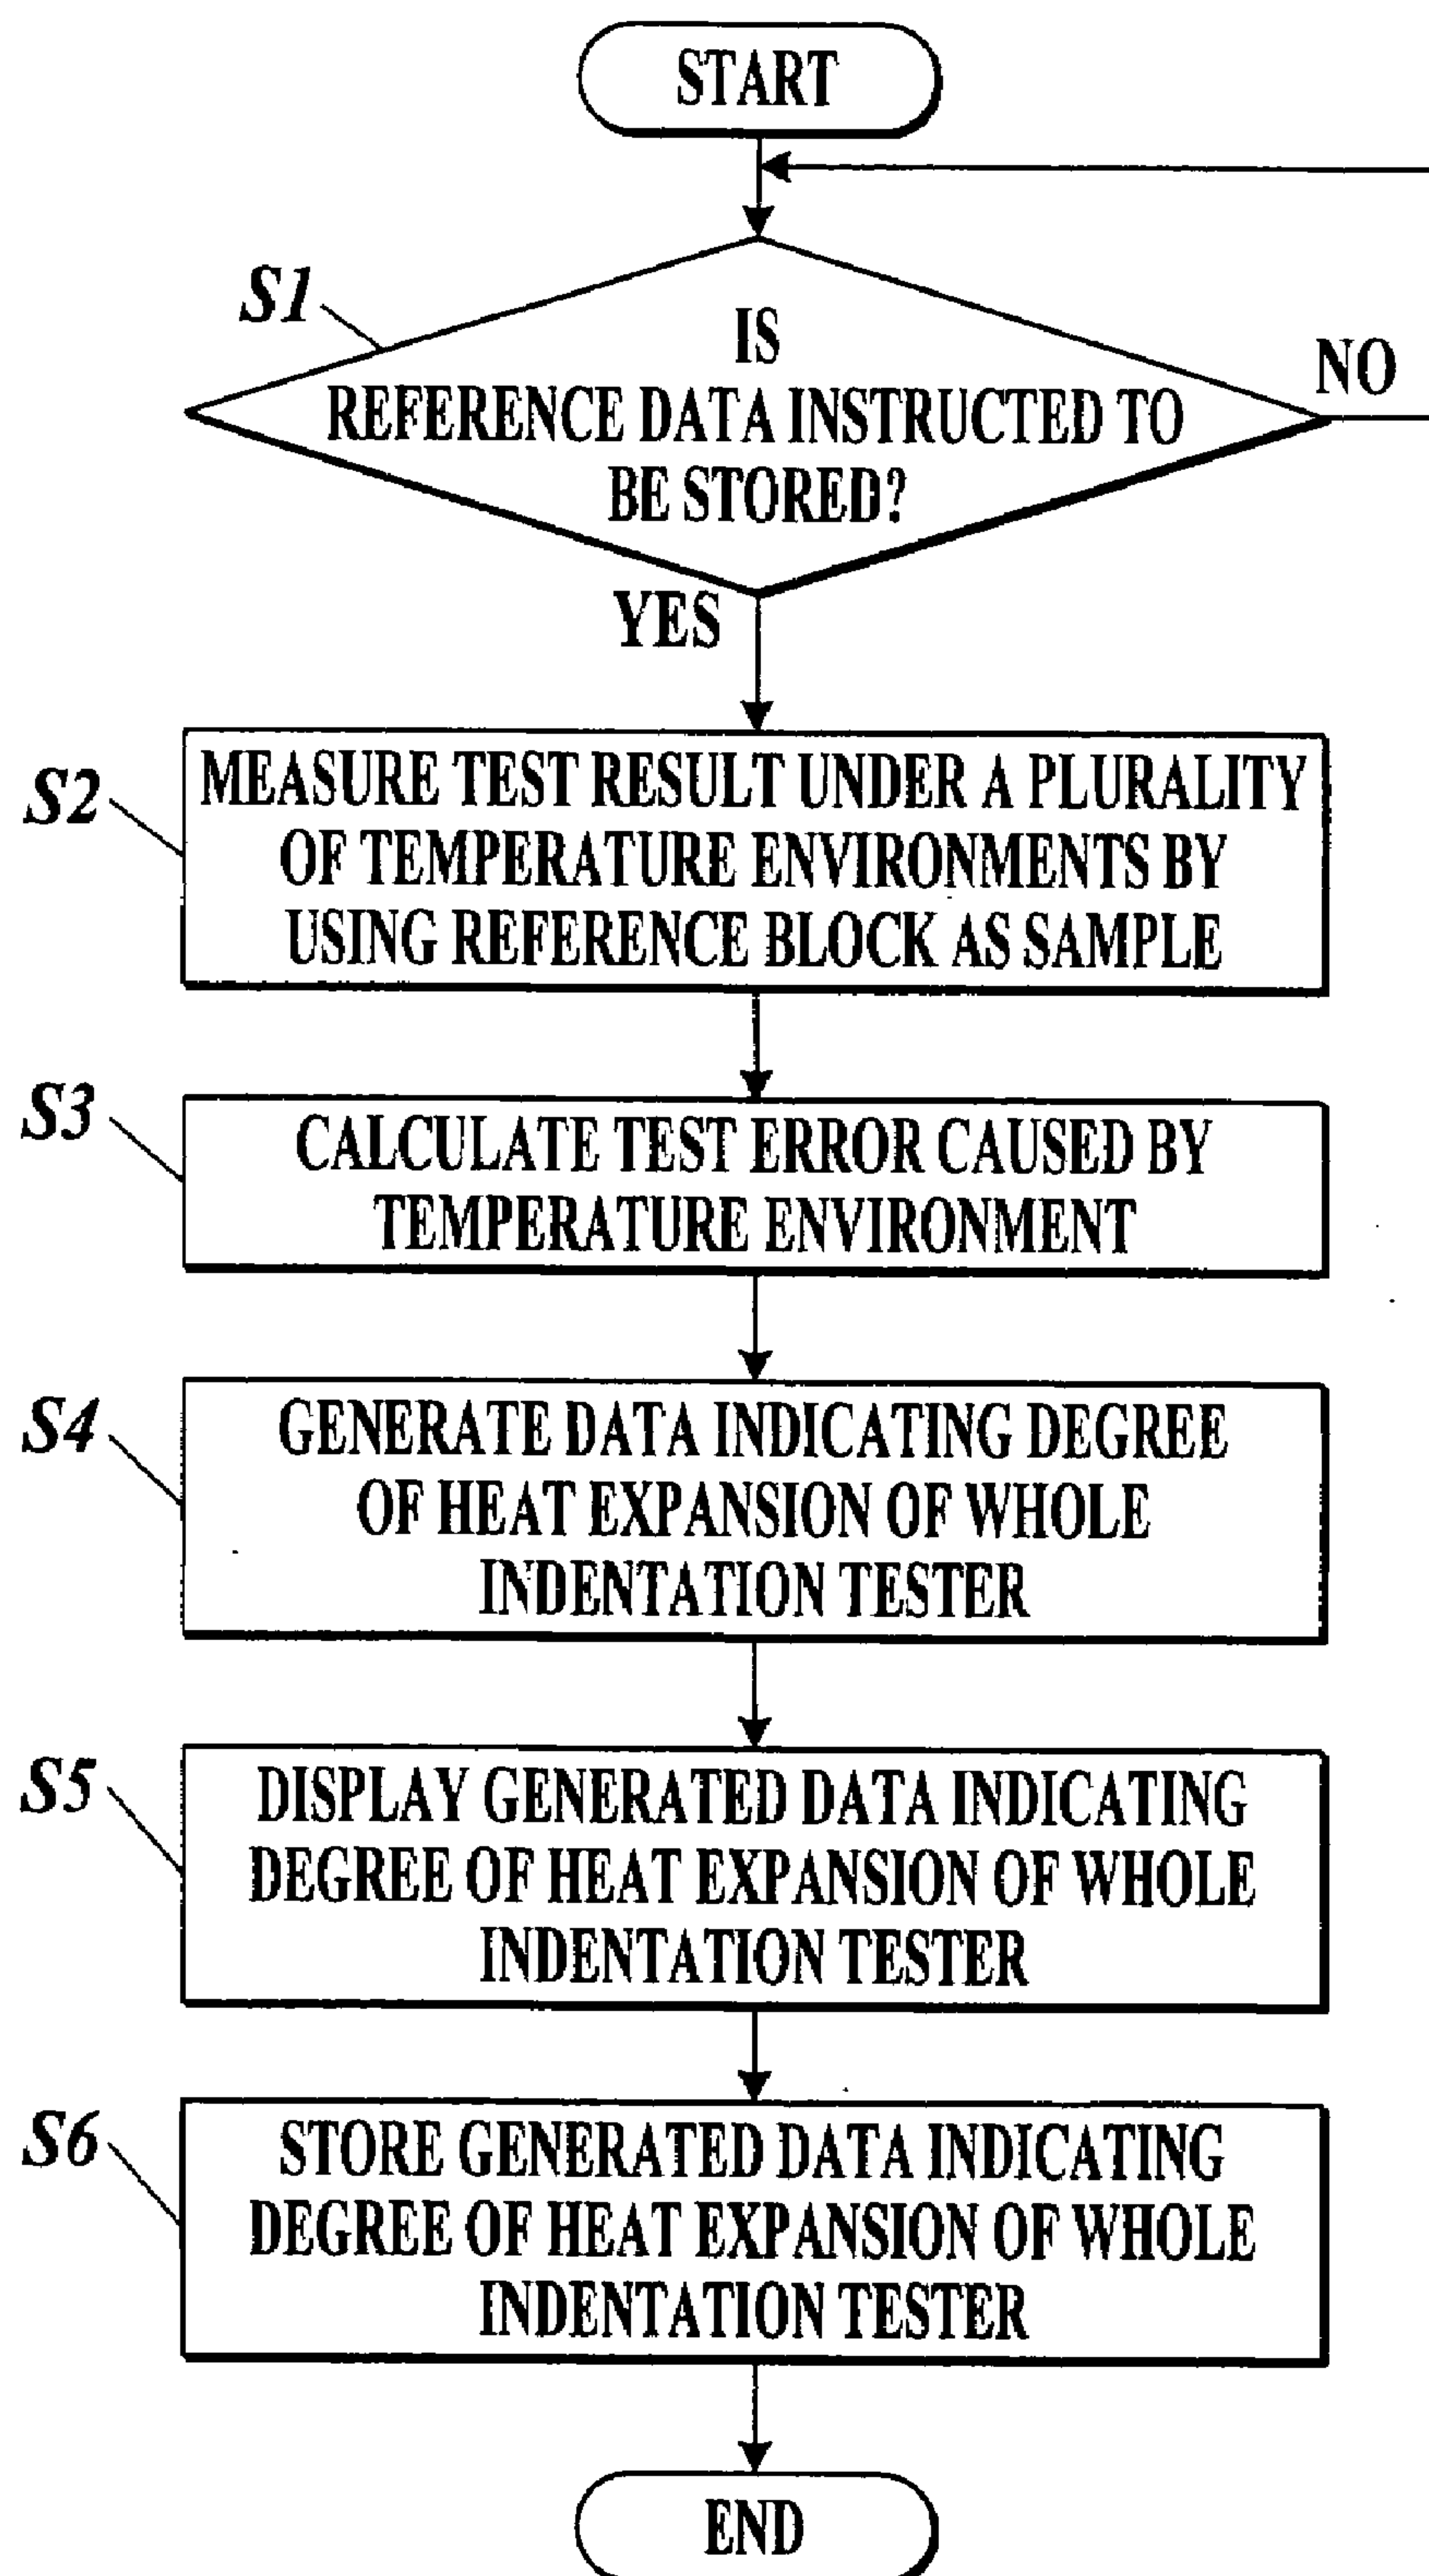 START
S1
IS
REFERENCE DATA INSTRUCTED TO
BE STORED?
NO
YES
S2
MEASURE TEST RESULT UNDER A PLURALITY
OF TEMPERATURE ENVIRONMENTS BY
USING REFERENCE BLOCK AS SAMPLE
S3
CALCULATE TEST ERROR CAUSED BY
TEMPERATURE ENVIRONMENT
S4
GENERATE DATA INDICATING DEGREE
OF HEAT EXPANSION OF WHOLE
INDENTATION TESTER
S5
DISPLAY GENERATED DATA INDICATING
DEGREE OF HEAT EXPANSION OF WHOLE
INDENTATION TESTER
S6
STORE GENERATED DATA INDICATING
DEGREE OF HEAT EXPANSION OF WHOLE
INDENTATION TESTER
END